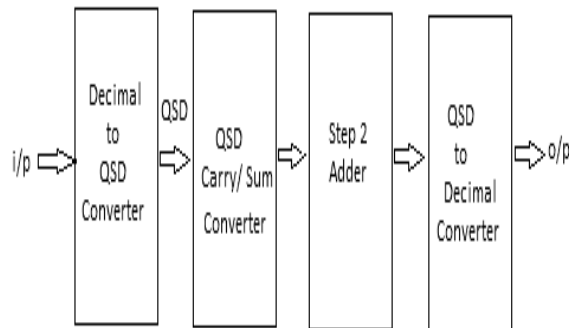 i/p
Decimal
to
QSD
Converter
QSD
QSD
Carry/ Sum
Converter
Step 2
Adder
QSD
to
Decimal
Converter
o/p